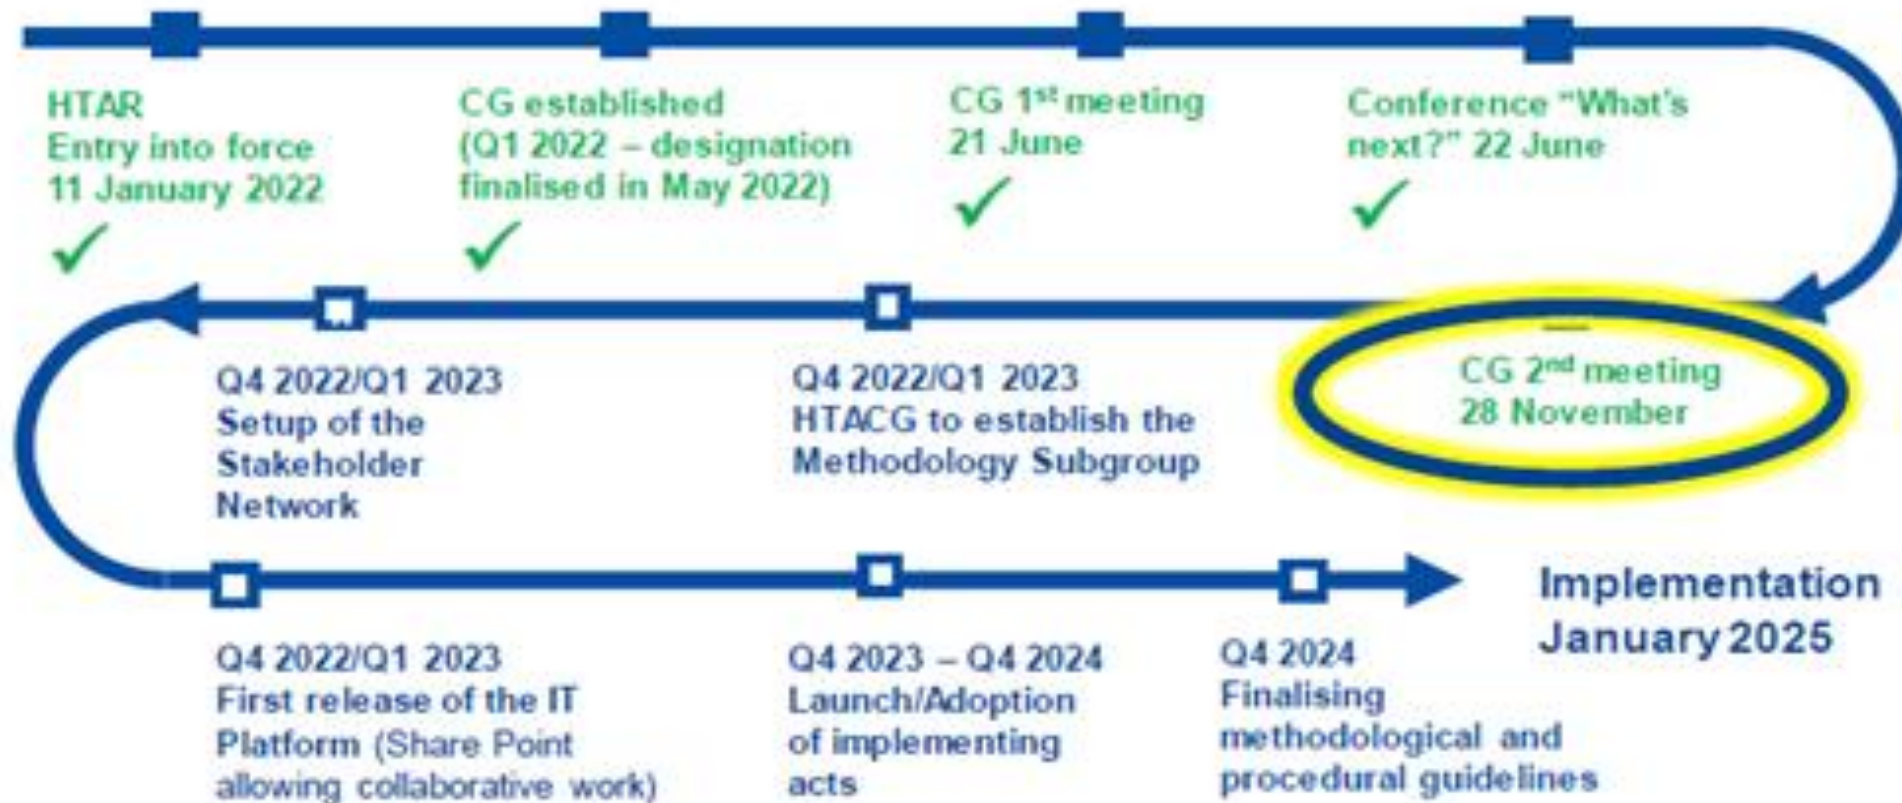 HTAR
Entry into force
11 January 2022
CG established
(Q1 2022 – designation
finalised in May 2022)
CG 1st meeting
21 June
Conference “What’s
next?” 22 June
CG 2nd meeting
28 November
Q4 2022/Q1 2023
HTACG to establish the
Methodology Subgroup
Q4 2022/Q1 2023
Setup of the
Stakeholder
Network
Q4 2022/Q1 2023
First release of the IT
Platform (Share Point
allowing collaborative work)
Q4 2023 – Q4 2024
Launch/Adoption
of implementing
acts
Q4 2024
Finalising
methodological and
procedural guidelines
Implementation
January 2025